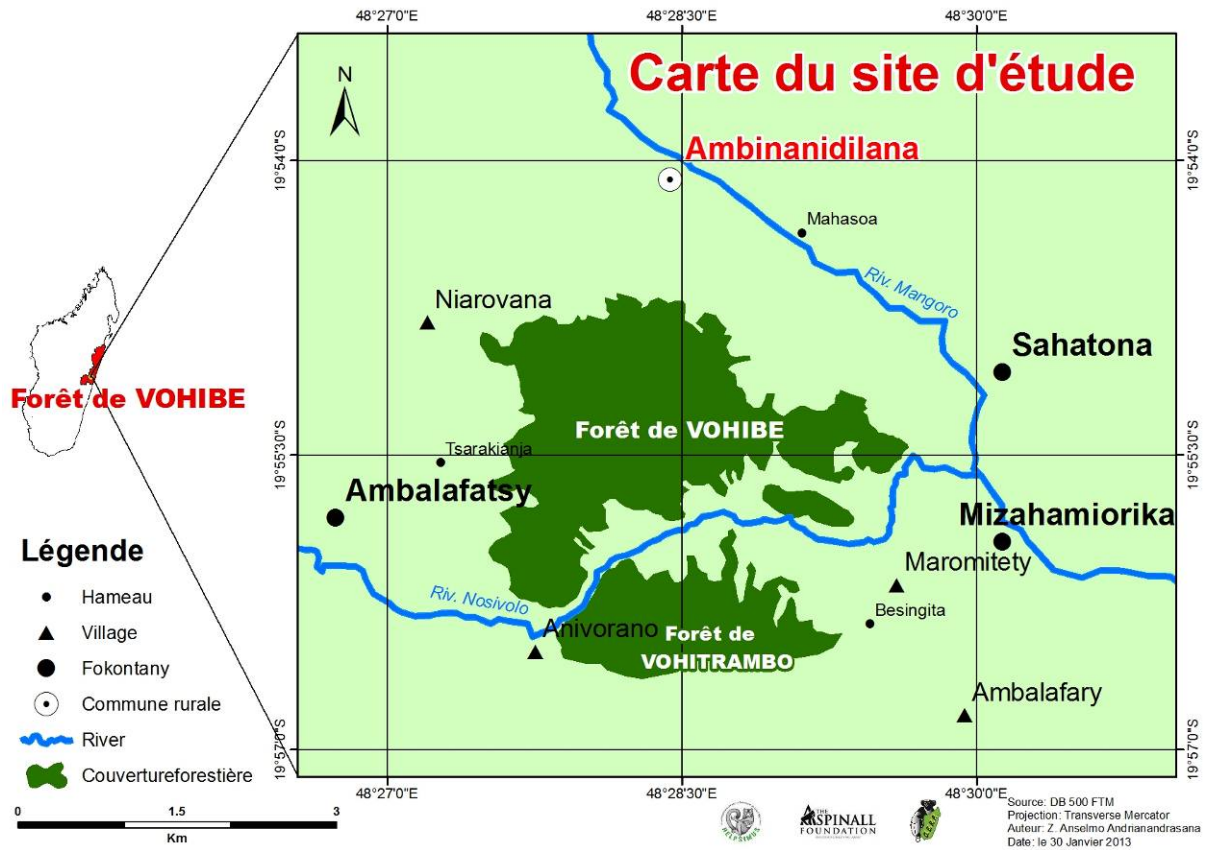 48°27'0"E 48°28'30"E 48°30'0"E
Carte du site d'étude
N
19°54'0"S 19°54'0"S
Ambinanidilana
Mahasoa
Riv. Mangoro
Niarovana
Sahatona
Forêt de VOHIBE
Forêt de VOHIBE
19°55'30"S 19°55'30"S
Tsarakianja
Ambalafatsy
Mizahamiorika
Maromitety
Riv. Nosivolo
Besingita
Anivorano
Forêt de
VOHITRAMBO
Ambalafary
19°57'0"S 19°57'0"S
48°27'0"E 48°28'30"E 48°30'0"E
Légende
Hameau
Village
Fokontany
Commune rurale
River
Couvertureforestière
0 1.5 3
Km
HELPSIMUS
THE
ASPINALL
FOUNDATION
Source: DB 500 FTM
Projection: Transverse Mercator
Auteur: Z. Anselmo Andrianandrasana
Date: le 30 Janvier 2013